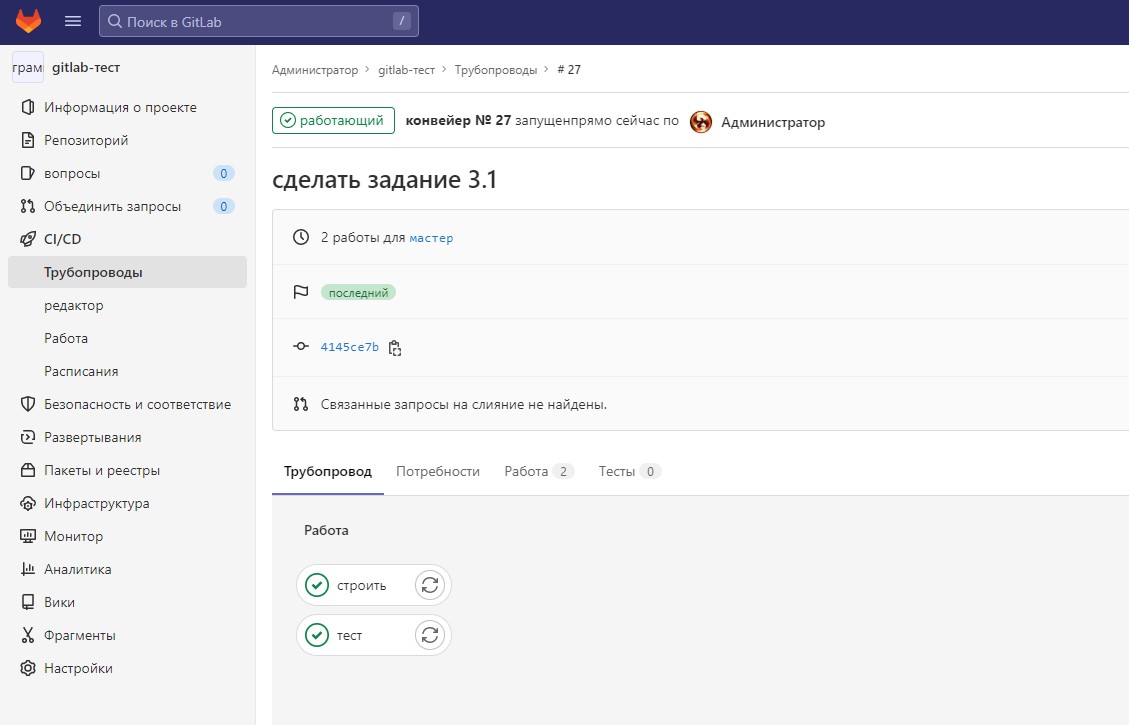 Поиск в GitLab /
грам gitlab-тест
Информация о проекте
Репозиторий
вопросы 0
Объединить запросы 0
CI/CD
Трубопроводы
редактор
Работа
Расписания
Безопасность и соответствие
Развертывания
Пакеты и реестры
Инфраструктура
Монитор
Аналитика
Вики
Фрагменты
Настройки
Администратор > gitlab-тест > Трубопроводы > # 27
работающий конвейер № 27 запущенпрямо сейчас по Администратор
сделать задание 3.1
2 работы для мастер
последний
4145ce7b
Связанные запросы на слияние не найдены.
Трубопровод Потребности Работа 2 Тесты 0
Работа
строить
тест